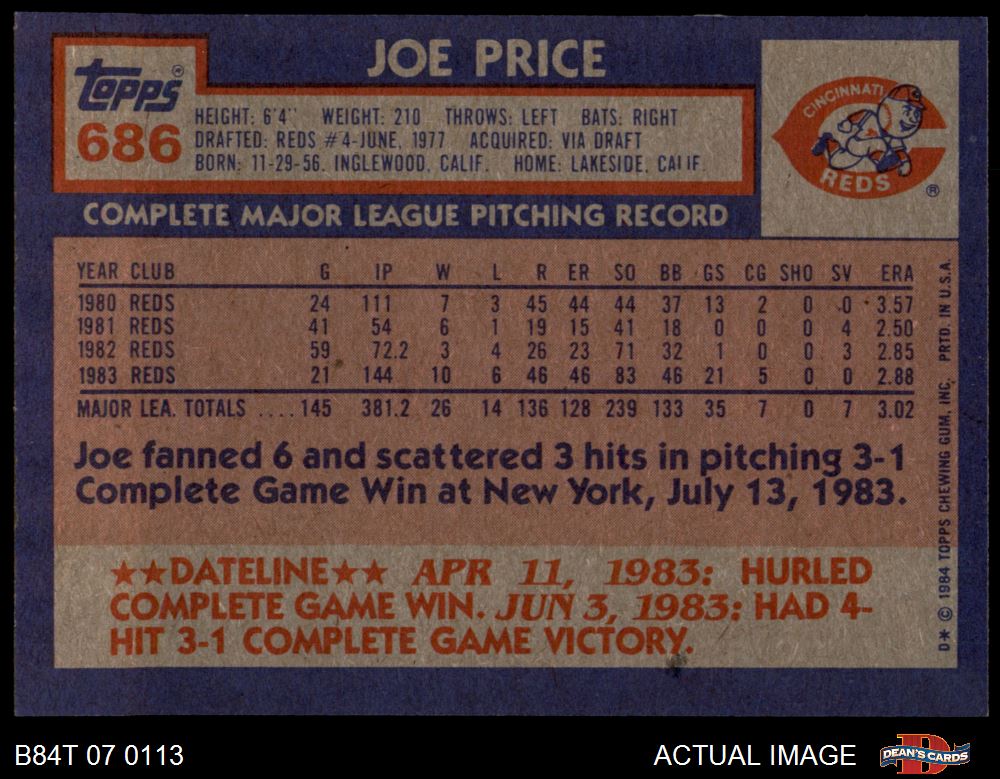 JOE PRICE
Topps®
686
HEIGHT: 6'4" WEIGHT: 210 THROWS: LEFT BATS: RIGHT
DRAFTED: REDS #4-JUNE, 1977 ACQUIRED: VIA DRAFT
BORN: 11-29-56, INGLEWOOD, CALIF. HOME: LAKESIDE, CALIF.
CINCINNATI
REDS
®
COMPLETE MAJOR LEAGUE PITCHING RECORD
YEAR CLUB G IP W L R ER SO BB GS CG SHO SV ERA
1980 REDS 24 111 7 3 45 44 44 37 13 2 0 0 3.57
1981 REDS 41 54 6 1 19 15 41 18 0 0 0 4 2.50
1982 REDS 59 72.2 3 4 26 23 71 32 1 0 0 3 2.85
1983 REDS 21 144 10 6 46 46 83 46 21 5 0 0 2.88
MAJOR LEA. TOTALS .... 145 381.2 26 14 136 128 239 133 35 7 0 7 3.02
Joe fanned 6 and scattered 3 hits in pitching 3-1
Complete Game Win at New York, July 13, 1983.
★★DATELINE★★ APR 11, 1983: HURLED
COMPLETE GAME WIN. JUN 3, 1983: HAD 4-
HIT 3-1 COMPLETE GAME VICTORY.
D* © 1984 TOPPS CHEWING GUM, INC. PRTD. IN U.S.A.
B84T 07 0113
ACTUAL IMAGE
DEAN'S CARDS